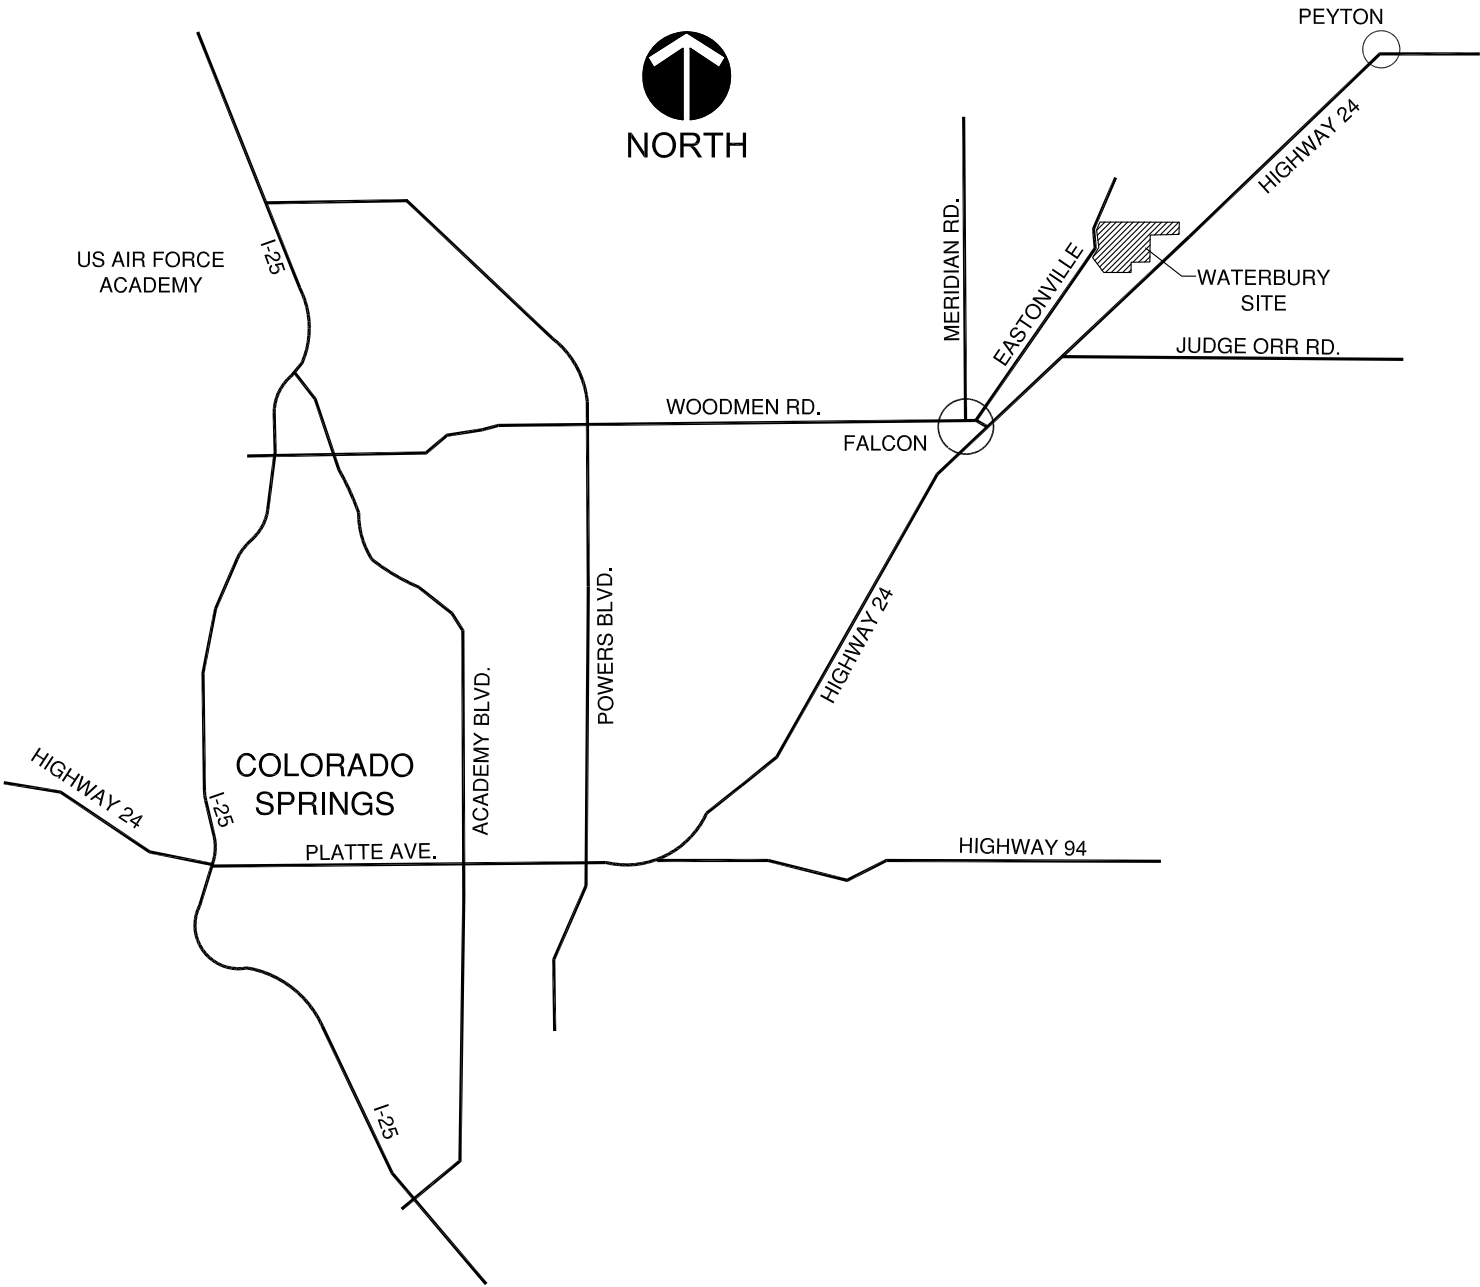 PEYTON
NORTH
HIGHWAY 24
MERIDIAN RD.
EASTONVILLE
I-25
US AIR FORCE
ACADEMY
WATERBURY
SITE
JUDGE ORR RD.
WOODMEN RD.
FALCON
HIGHWAY 24
POWERS BLVD.
ACADEMY BLVD.
HIGHWAY 24
COLORADO
SPRINGS
I-25
PLATTE AVE.
HIGHWAY 94
I-25